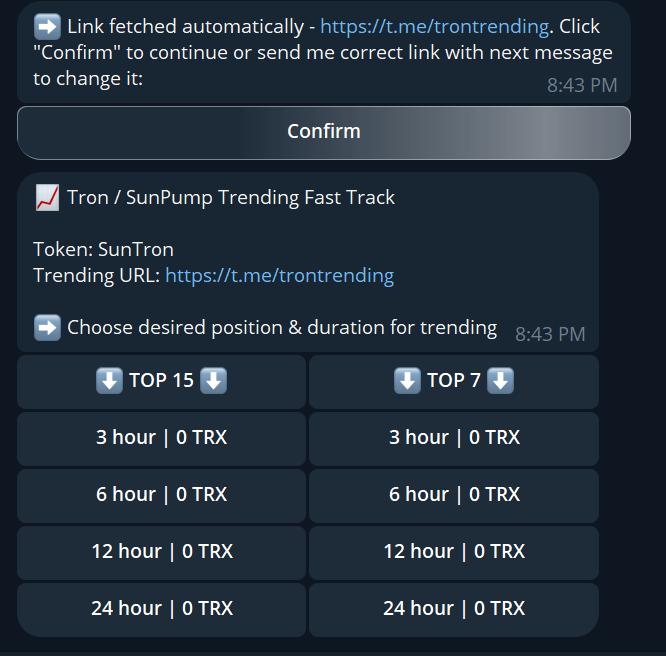 ➡️ Link fetched automatically - https://t.me/trontrending. Click
"Confirm" to continue or send me correct link with next message
to change it:
8:43 PM
Confirm
📈 Tron / SunPump Trending Fast Track
Token: SunTron
Trending URL: https://t.me/trontrending
➡️ Choose desired position & duration for trending 8:43 PM
⬇️ TOP 15 ⬇️ ⬇️ TOP 7 ⬇️
3 hour | 0 TRX 3 hour | 0 TRX
6 hour | 0 TRX 6 hour | 0 TRX
12 hour | 0 TRX 12 hour | 0 TRX
24 hour | 0 TRX 24 hour | 0 TRX